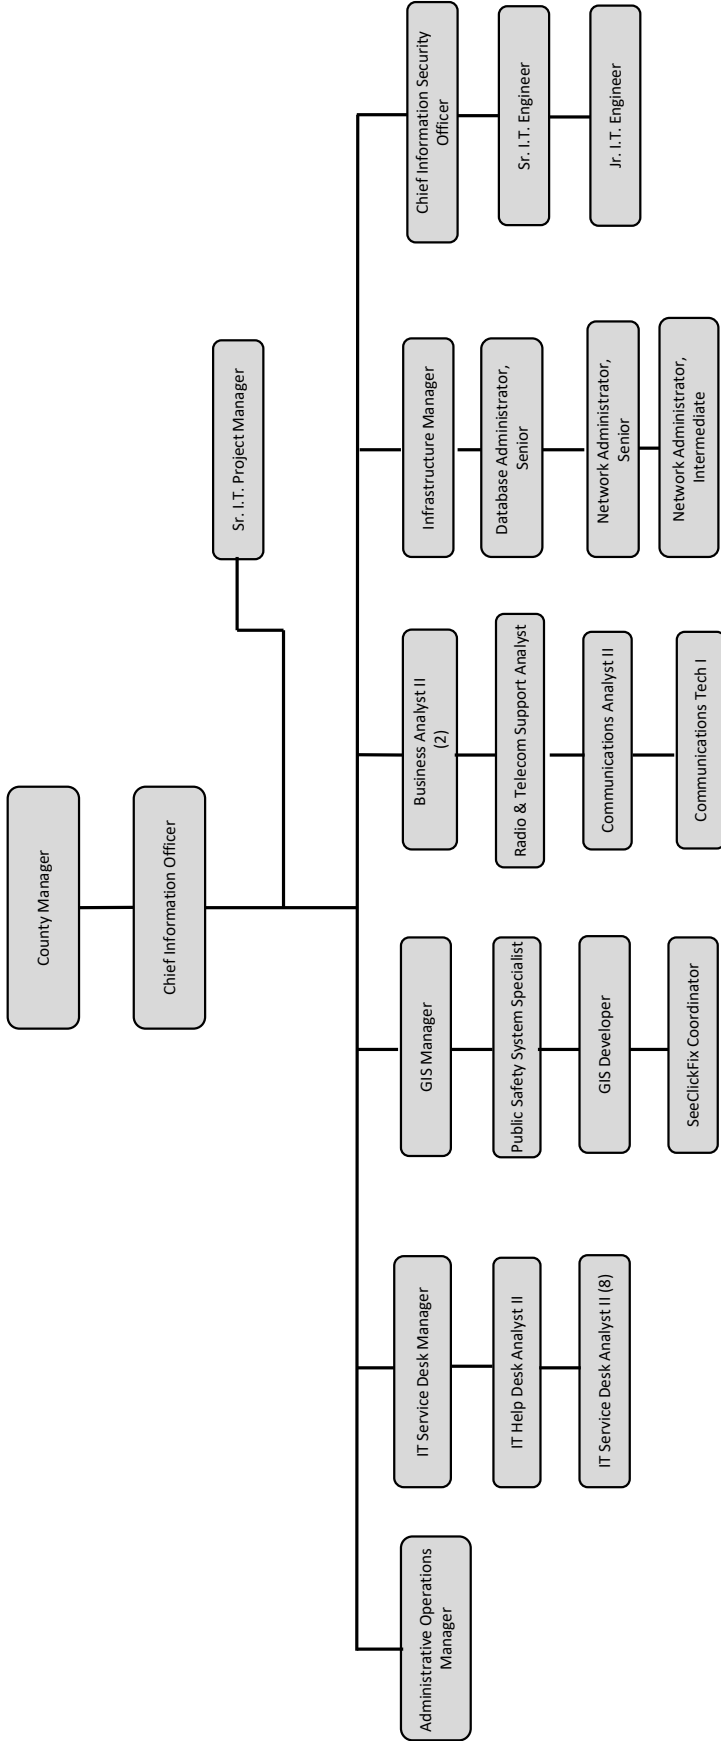 County Manager
Chief Information Officer
Sr. I.T. Project Manager
Administrative Operations
Manager
IT Service Desk Manager
IT Help Desk Analyst II
IT Service Desk Analyst II (8)
GIS Manager
Public Safety System Specialist
GIS Developer
SeeClickFix Coordinator
Business Analyst II
(2)
Radio & Telecom Support Analyst
Communications Analyst II
Communications Tech I
Infrastructure Manager
Database Administrator,
Senior
Network Administrator,
Senior
Network Administrator,
Intermediate
Chief Information Security
Officer
Sr. I.T. Engineer
Jr. I.T. Engineer